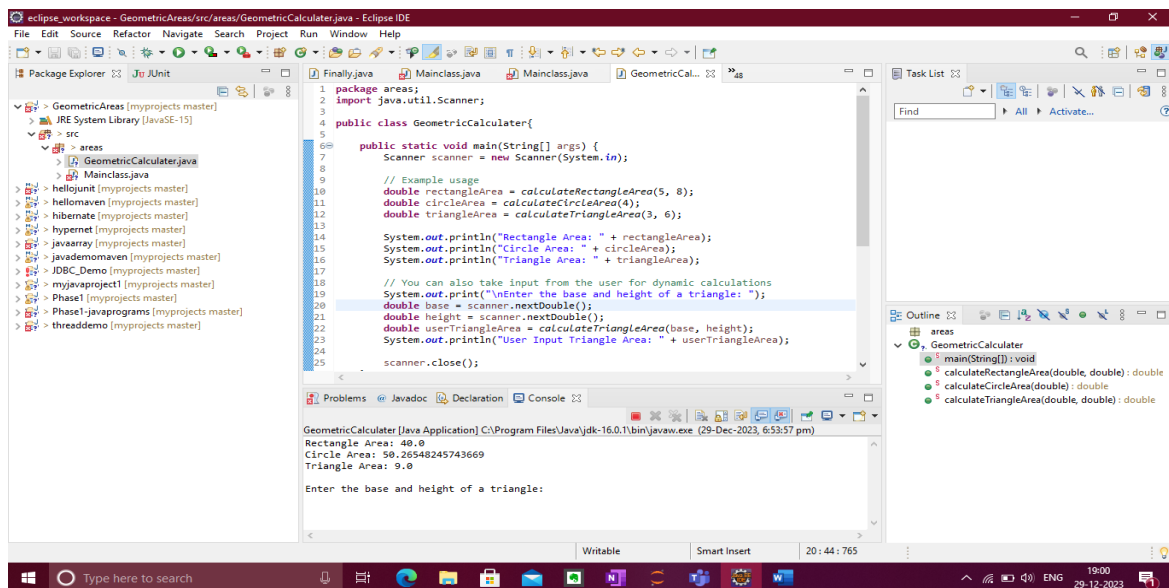 eclipse_workspace - GeometricAreas/src/areas/GeometricCalculater.java - Eclipse IDE
File Edit Source Refactor Navigate Search Project Run Window Help
Package Explorer JUnit
> GeometricAreas [myprojects master]
JRE System Library [JavaSE-15]
> src
> areas
GeometricCalculater.java
Mainclass.java
> hellojunit [myprojects master]
> hellomaven [myprojects master]
> hibernate [myprojects master]
> hypernet [myprojects master]
> javaarray [myprojects master]
> javademomaven [myprojects master]
> JDBC_Demo [myprojects master]
> myjavaproject1 [myprojects master]
> Phase1 [myprojects master]
> Phase1-javaprograms [myprojects master]
> threaddemo [myprojects master]
Finally.java Mainclass.java Mainclass.java GeometricCal... »48
1 package areas;
2 import java.util.Scanner;
3
4 public class GeometricCalculater{
5
6 public static void main(String[] args) {
7 Scanner scanner = new Scanner(System.in);
8
9 // Example usage
10 double rectangleArea = calculateRectangleArea(5, 8);
11 double circleArea = calculateCircleArea(4);
12 double triangleArea = calculateTriangleArea(3, 6);
13
14 System.out.println("Rectangle Area: " + rectangleArea);
15 System.out.println("Circle Area: " + circleArea);
16 System.out.println("Triangle Area: " + triangleArea);
17
18 // You can also take input from the user for dynamic calculations
19 System.out.print("\nEnter the base and height of a triangle: ");
20 double base = scanner.nextDouble();
21 double height = scanner.nextDouble();
22 double userTriangleArea = calculateTriangleArea(base, height);
23 System.out.println("User Input Triangle Area: " + userTriangleArea);
24
25 scanner.close();
Problems @ Javadoc Declaration Console
GeometricCalculater [Java Application] C:\Program Files\Java\jdk-16.0.1\bin\javaw.exe (29-Dec-2023, 6:53:57 pm)
Rectangle Area: 40.0
Circle Area: 50.26548245743669
Triangle Area: 9.0
Enter the base and height of a triangle:
Task List
Find All Activate...
Outline
areas
GeometricCalculater
main(String[]) : void
calculateRectangleArea(double, double) : double
calculateCircleArea(double) : double
calculateTriangleArea(double, double) : double
Writable Smart Insert 20 : 44 : 765
Type here to search
ENG
19:00
29-12-2023